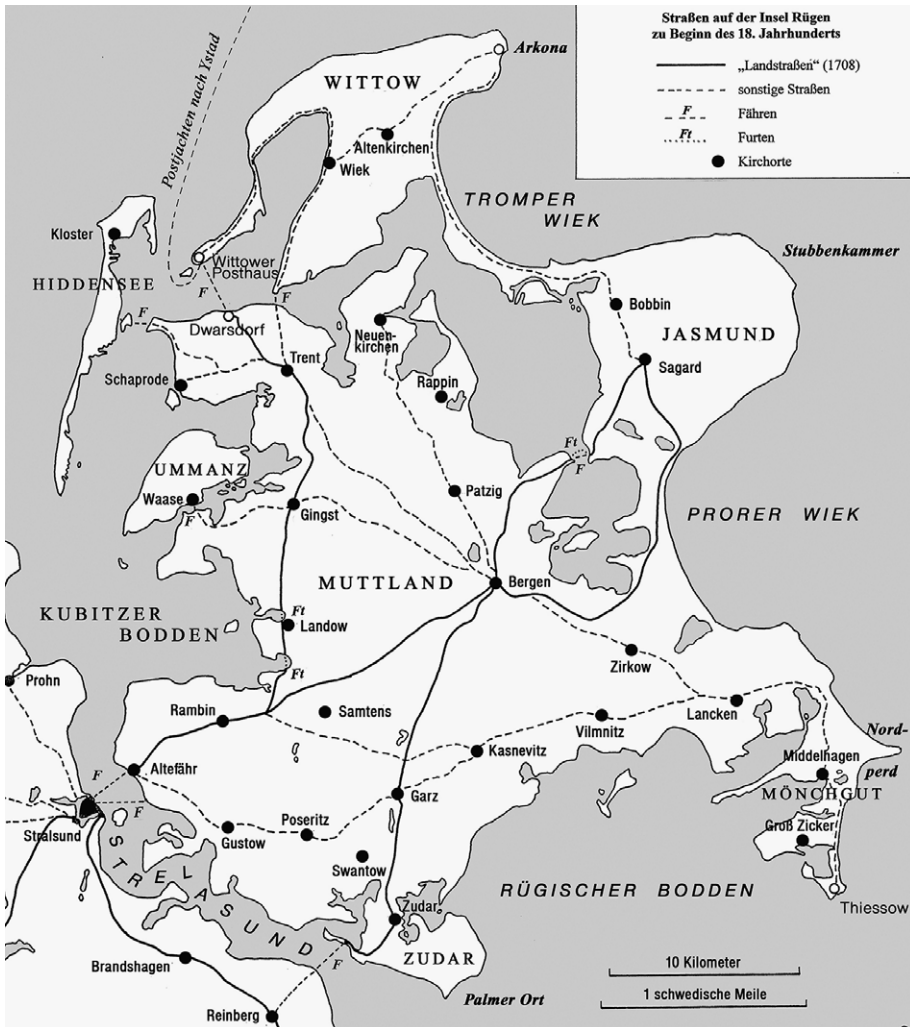 Straßen auf der Insel Rügen
zu Beginn des 18. Jahrhunderts
„Landstraßen“ (1708)
sonstige Straßen
F
Fähren
Ft
Furten
Kirchorte
Arkona
WITTOW
Postjachten nach Ystad
Altenkirchen
Wiek
TROMPER
WIEK
Kloster
Stubbenkammer
Wittower
Posthaus
HIDDENSEE
F
F
Bobbin
F
Dwarsdorf
Neuen-
kirchen
JASMUND
Trent
Sagard
Schaprode
Rappin
Ft
F
UMMANZ
Waase
Patzig
F
Gingst
PRORER WIEK
MUTTLAND
Bergen
KUBITZER
BODDEN
Ft
Landow
Zirkow
Ft
Prohn
Rambin
Samtens
Lancken
Vilmnitz
Nord-
perd
Kasnevitz
Middelhagen
Altefähr
F
Garz
MÖNCHGUT
F
Stralsund
Poseritz
Gustow
Groß Zicker
Swantow
STRELASUND
RÜGISCHER BODDEN
Thiessow
Zudar
ZUDAR
F
Brandshagen
10 Kilometer
Palmer Ort
1 schwedische Meile
Reinberg